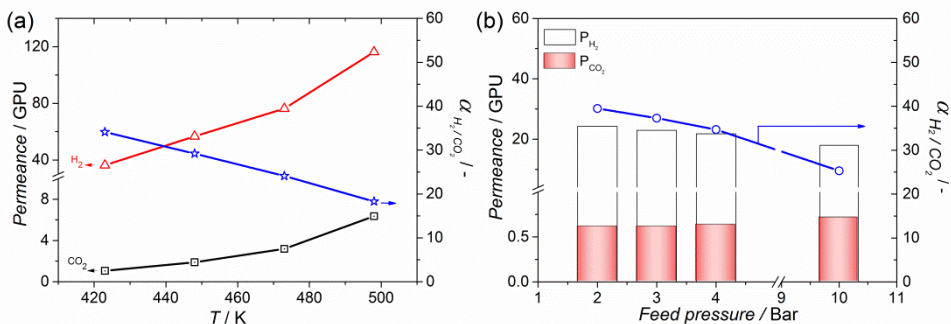 (a)
Permeance / GPU
120
80
40
8
4
0
H2
CO2
420 440 460 480 500
T / K
60
50
40
30
20
10
0
α H2 / CO2 / -
(b)
PH2
PCO2
Permeance / GPU
60
40
20
0.5
0.0
1 2 3 4 9 10 11
Feed pressure / Bar
60
50
40
30
20
10
0
α H2 / CO2 / -